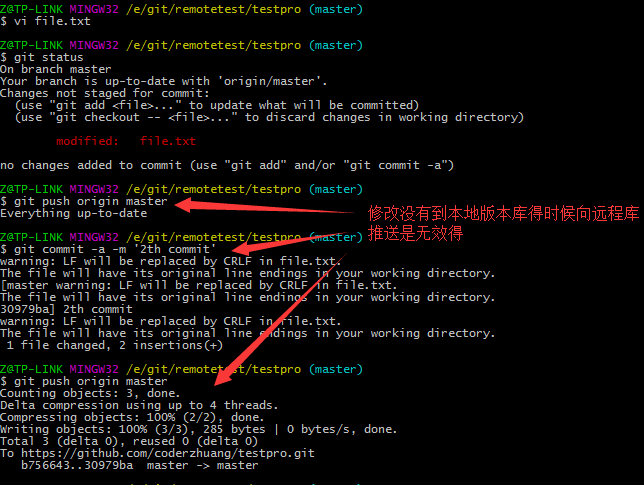 Z@TP-LINK MINGW32 /e/git/remotetest/testpro (master)
$ vi file.txt
Z@TP-LINK MINGW32 /e/git/remotetest/testpro (master)
$ git status
On branch master
Your branch is up-to-date with 'origin/master'.
Changes not staged for commit:
  (use "git add <file>..." to update what will be committed)
  (use "git checkout -- <file>..." to discard changes in working directory)
        modified:   file.txt
no changes added to commit (use "git add" and/or "git commit -a")
Z@TP-LINK MINGW32 /e/git/remotetest/testpro (master)
$ git push origin master
Everything up-to-date
修改没有到本地版本库得时候向远程库
推送是无效得
Z@TP-LINK MINGW32 /e/git/remotetest/testpro (master)
$ git commit -a -m '2th commit'
warning: LF will be replaced by CRLF in file.txt.
The file will have its original line endings in your working directory.
[master warning: LF will be replaced by CRLF in file.txt.
The file will have its original line endings in your working directory.
30979ba] 2th commit
warning: LF will be replaced by CRLF in file.txt.
The file will have its original line endings in your working directory.
 1 file changed, 2 insertions(+)
Z@TP-LINK MINGW32 /e/git/remotetest/testpro (master)
$ git push origin master
Counting objects: 3, done.
Delta compression using up to 4 threads.
Compressing objects: 100% (2/2), done.
Writing objects: 100% (3/3), 285 bytes | 0 bytes/s, done.
Total 3 (delta 0), reused 0 (delta 0)
To https://github.com/coderzhuang/testpro.git
   b756643..30979ba  master -> master